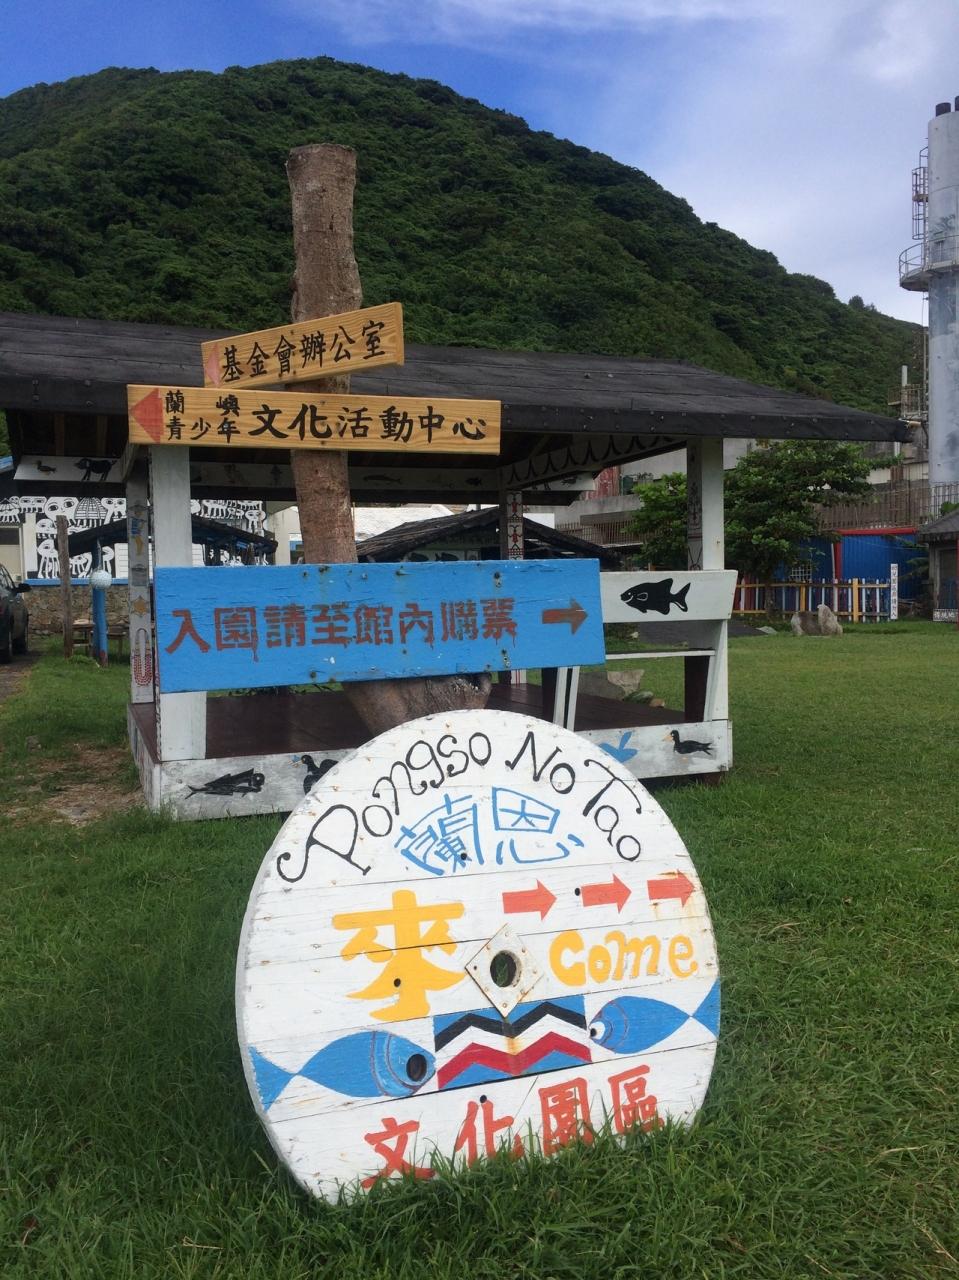 基金會辦公室
蘭嶼
青少年文化活動中心
入園請至館內購票
Pongso No Tao
蘭恩
來 Come
文化園區